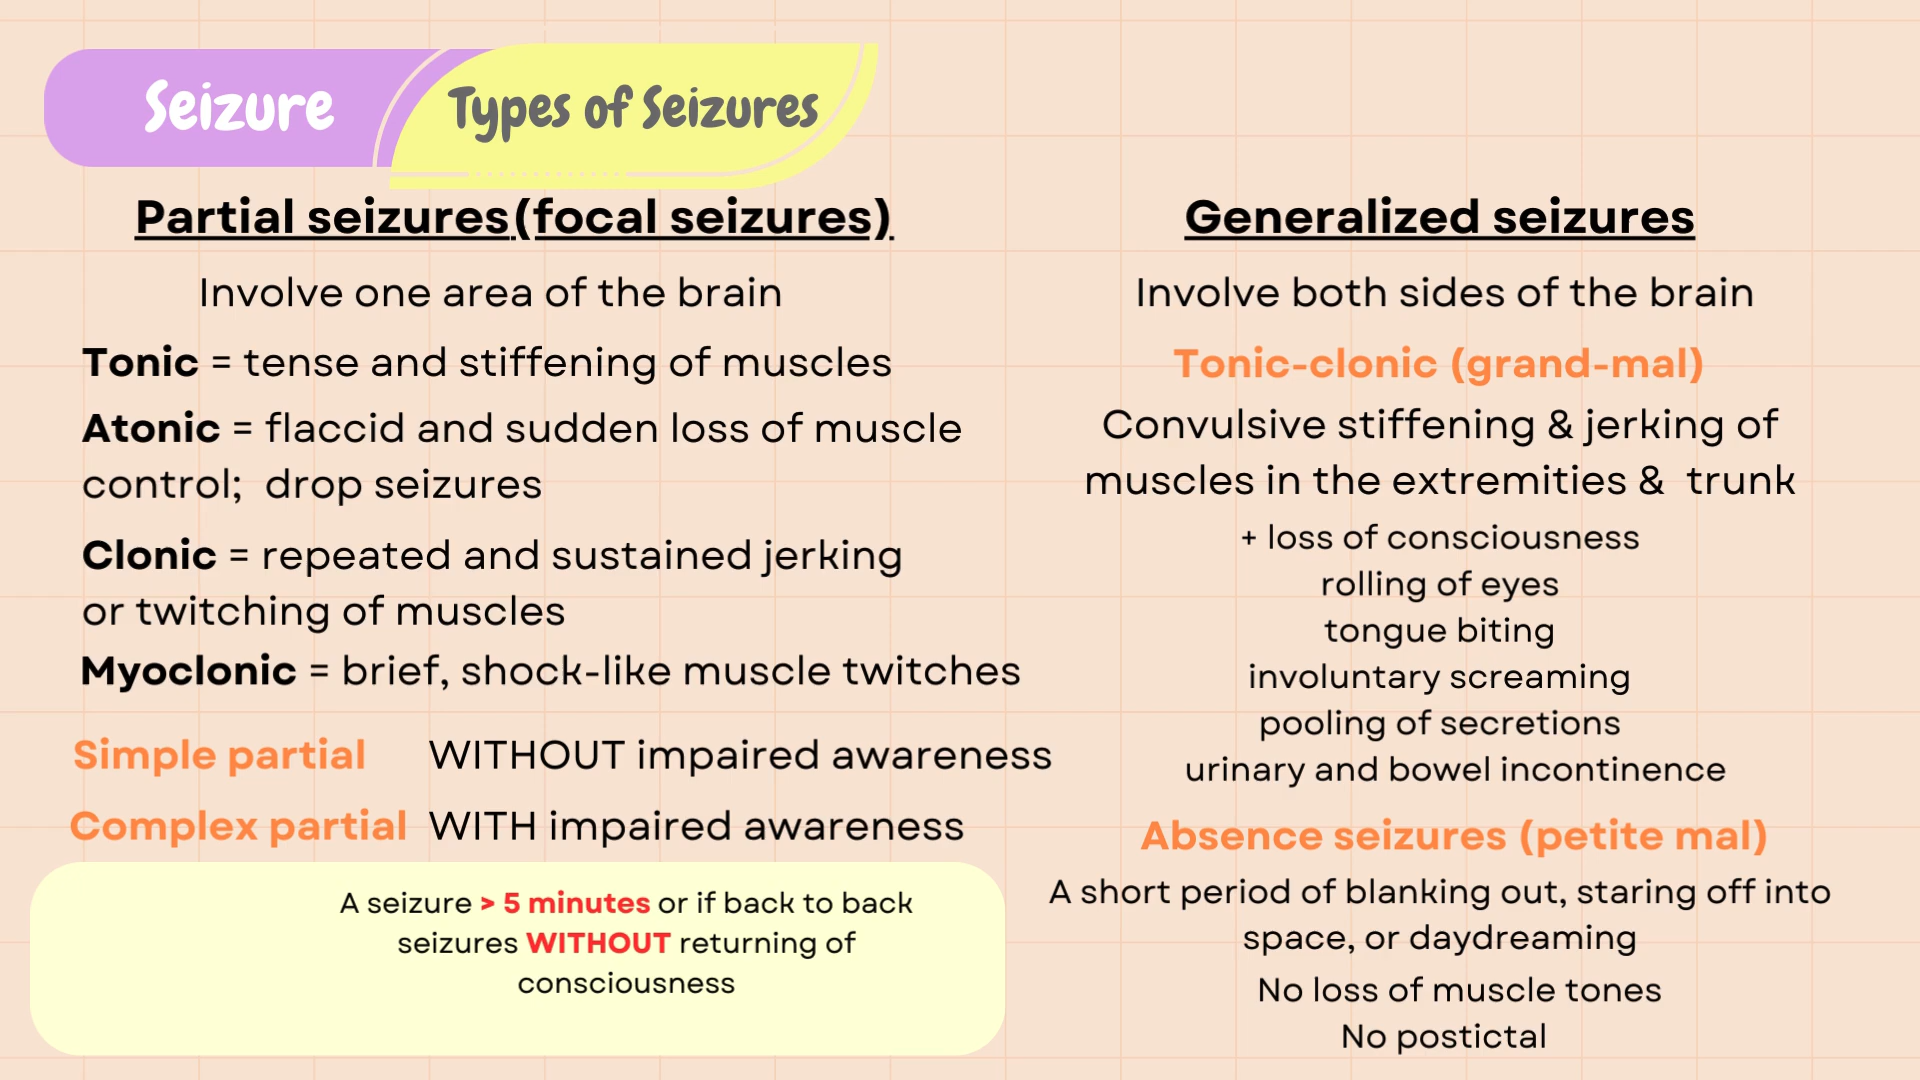 Seizure
Types of Seizures
Partial seizures (focal seizures)
Involve one area of the brain
Tonic = tense and stiffening of muscles
Atonic = flaccid and sudden loss of muscle
control; drop seizures
Clonic = repeated and sustained jerking
or twitching of muscles
Myoclonic = brief, shock-like muscle twitches
Simple partial WITHOUT impaired awareness
Complex partial WITH impaired awareness
A seizure > 5 minutes or if back to back
seizures WITHOUT returning of
consciousness
Generalized seizures
Involve both sides of the brain
Tonic-clonic (grand-mal)
Convulsive stiffening & jerking of
muscles in the extremities & trunk
+ loss of consciousness
rolling of eyes
tongue biting
involuntary screaming
pooling of secretions
urinary and bowel incontinence
Absence seizures (petite mal)
A short period of blanking out, staring off into
space, or daydreaming
No loss of muscle tones
No postictal